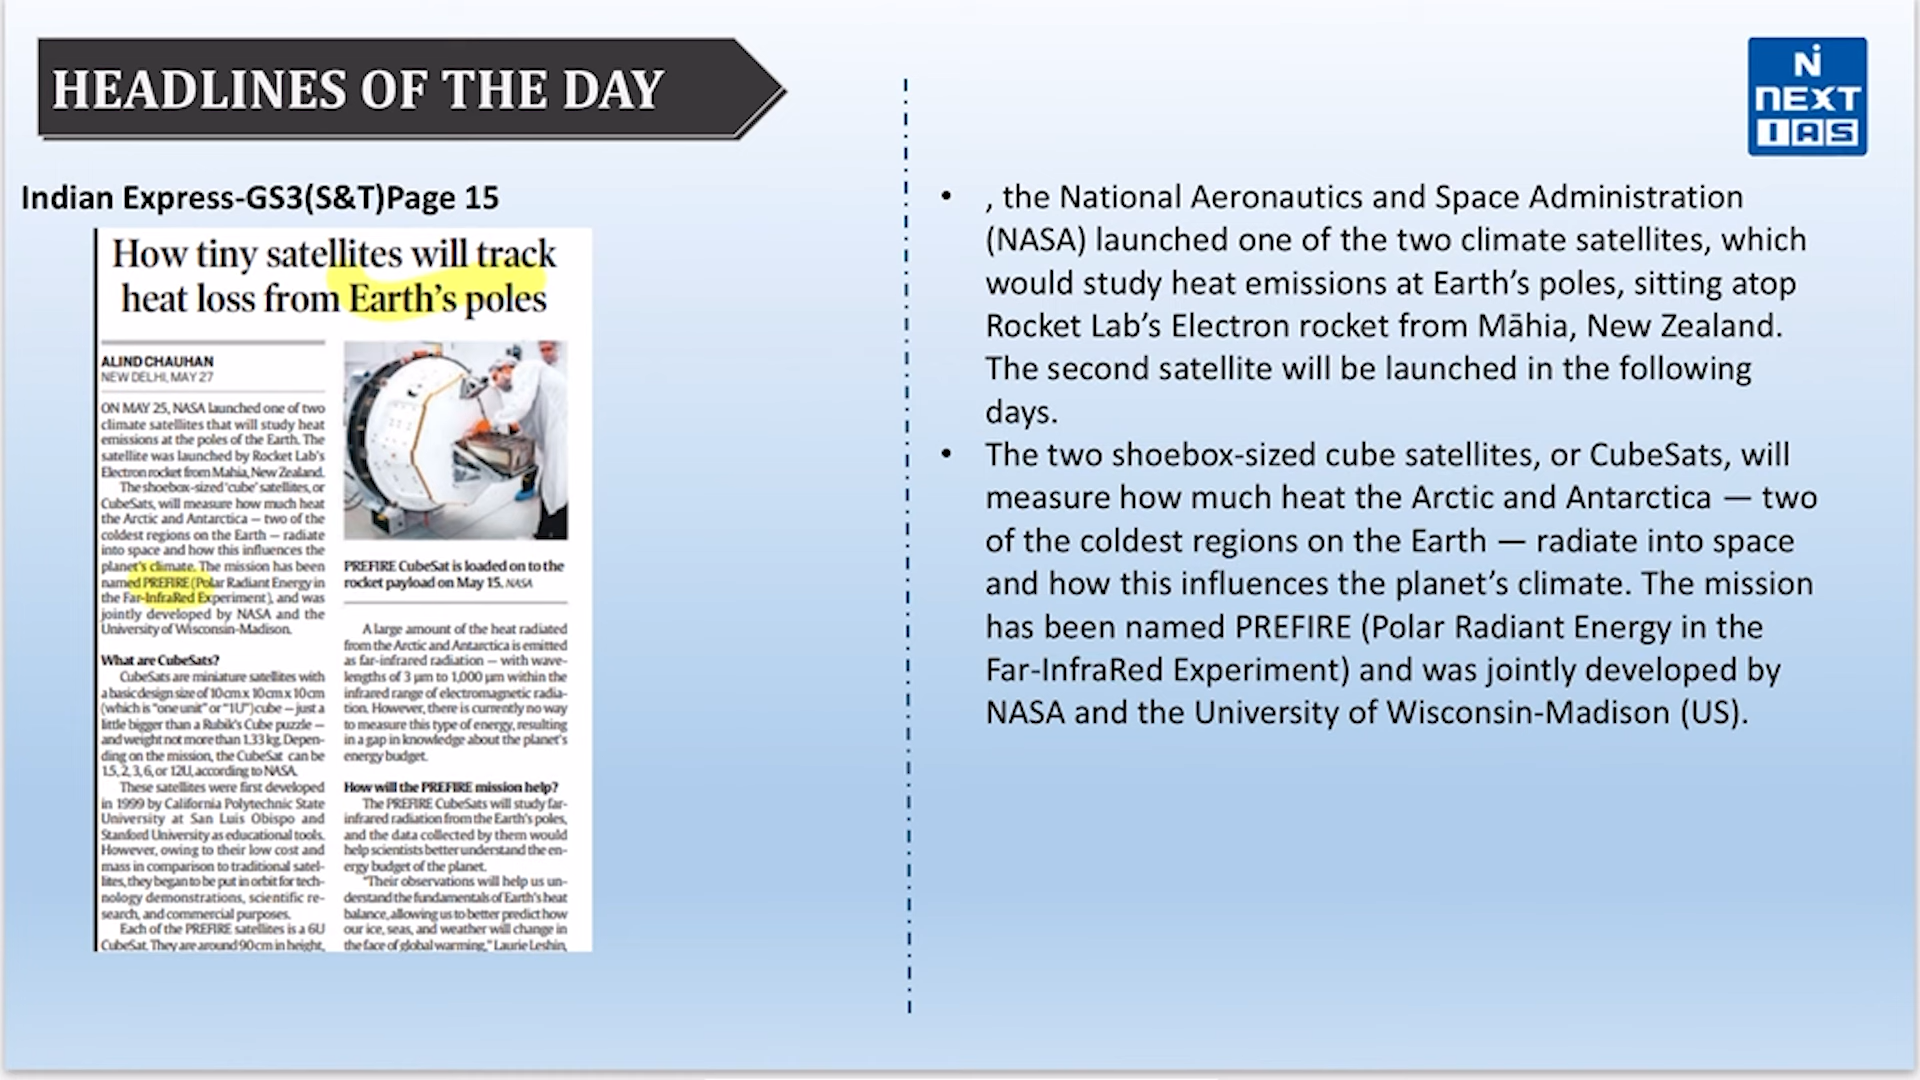 HEADLINES OF THE DAY
N
NEXT
IAS
Indian Express-GS3(S&T)Page 15
How tiny satellites will track
heat loss from Earth's poles
ALIND CHAUHAN
NEW DELHI, MAY 27
ON MAY 25, NASA launched one of two
climate satellites that will study heat
emissions at the poles of the Earth. The
satellite was launched by Rocket Lab's
Electron rocket from Mahia, New Zealand.
The shoebox-sized 'cube' satellites, or
CubeSats, will measure how much heat
the Arctic and Antarctica — two of the
coldest regions on the Earth — radiate
into space and how this influences the
planet's climate. The mission has been
named PREFIRE (Polar Radiant Energy in
the Far-InfraRed Experiment), and was
jointly developed by NASA and the
University of Wisconsin-Madison.
What are CubeSats?
CubeSats are miniature satellites with
a basic design size of 10 cm x 10 cm x 10 cm
(which is "one unit" or "1U") cube — just a
little bigger than a Rubik's Cube puzzle —
and weight not more than 1.33 kg. Depen-
ding on the mission, the CubeSat can be
1.5, 2, 3, 6, or 12U, according to NASA.
These satellites were first developed
in 1999 by California Polytechnic State
University at San Luis Obispo and
Stanford University as educational tools.
However, owing to their low cost and
mass in comparison to traditional satel-
lites, they began to be put in orbit for tech-
nology demonstrations, scientific re-
search, and commercial purposes.
Each of the PREFIRE satellites is a 6U
CubeSat. They are around 90 cm in height,
PREFIRE CubeSat is loaded on to the
rocket payload on May 15. NASA
A large amount of the heat radiated
from the Arctic and Antarctica is emitted
as far-infrared radiation — with wave-
lengths of 3 μm to 1,000 μm within the
infrared range of electromagnetic radia-
tion. However, there is currently no way
to measure this type of energy, resulting
in a gap in knowledge about the planet's
energy budget.
How will the PREFIRE mission help?
The PREFIRE CubeSats will study far-
infrared radiation from the Earth's poles,
and the data collected by them would
help scientists better understand the en-
ergy budget of the planet.
"Their observations will help us un-
derstand the fundamentals of Earth's heat
balance, allowing us to better predict how
our ice, seas, and weather will change in
the face of global warming," Laurie Leshin,
• , the National Aeronautics and Space Administration
(NASA) launched one of the two climate satellites, which
would study heat emissions at Earth's poles, sitting atop
Rocket Lab's Electron rocket from Māhia, New Zealand.
The second satellite will be launched in the following
days.
• The two shoebox-sized cube satellites, or CubeSats, will
measure how much heat the Arctic and Antarctica — two
of the coldest regions on the Earth — radiate into space
and how this influences the planet's climate. The mission
has been named PREFIRE (Polar Radiant Energy in the
Far-InfraRed Experiment) and was jointly developed by
NASA and the University of Wisconsin-Madison (US).